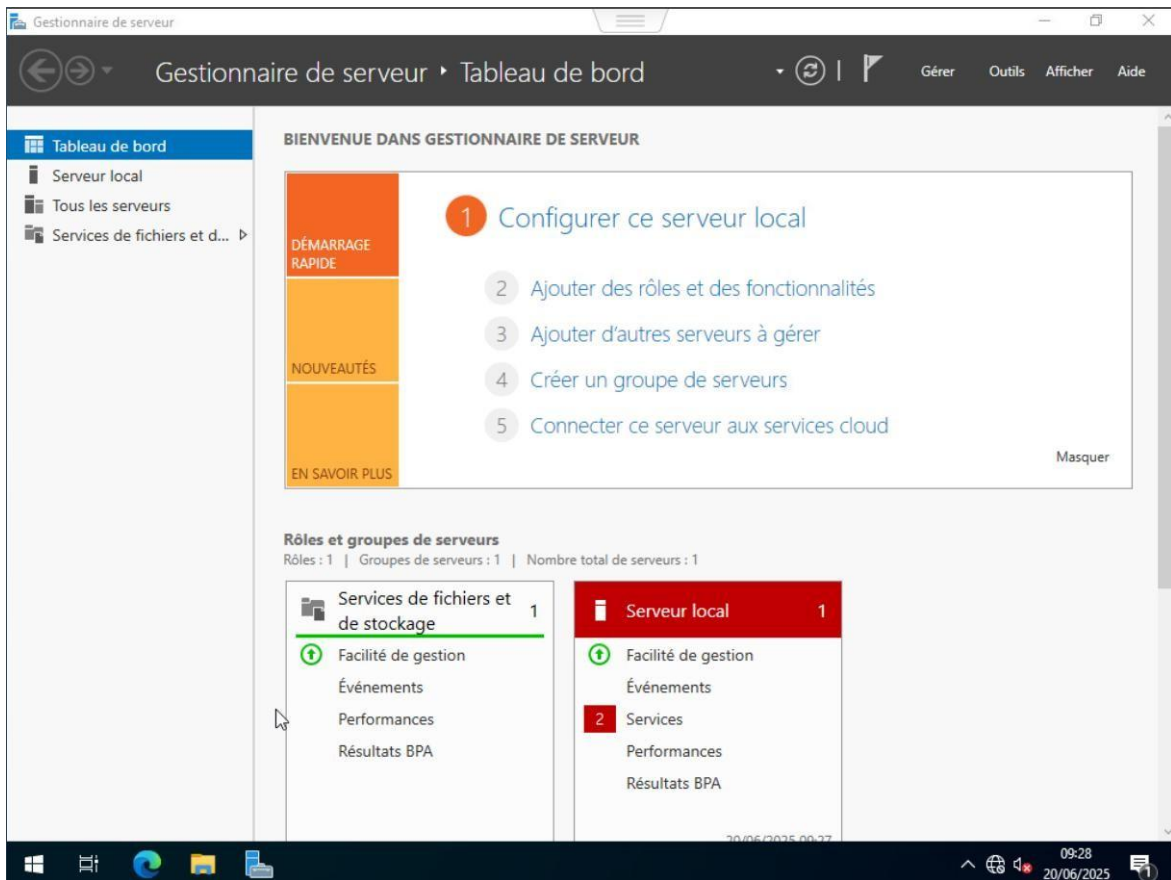 Gestionnaire de serveur
Gestionnaire de serveur ‣ Tableau de bord
Gérer
Outils
Afficher
Aide
Tableau de bord
Serveur local
Tous les serveurs
Services de fichiers et d...
BIENVENUE DANS GESTIONNAIRE DE SERVEUR
DÉMARRAGE
RAPIDE
NOUVEAUTÉS
EN SAVOIR PLUS
1 Configurer ce serveur local
2 Ajouter des rôles et des fonctionnalités
3 Ajouter d’autres serveurs à gérer
4 Créer un groupe de serveurs
5 Connecter ce serveur aux services cloud
Masquer
Rôles et groupes de serveurs
Rôles : 1 | Groupes de serveurs : 1 | Nombre total de serveurs : 1
Services de fichiers et
de stockage
1
Facilité de gestion
Événements
Performances
Résultats BPA
Serveur local 1
Facilité de gestion
Événements
2 Services
Performances
Résultats BPA
20/06/2025 09:27
09:28
20/06/2025
1